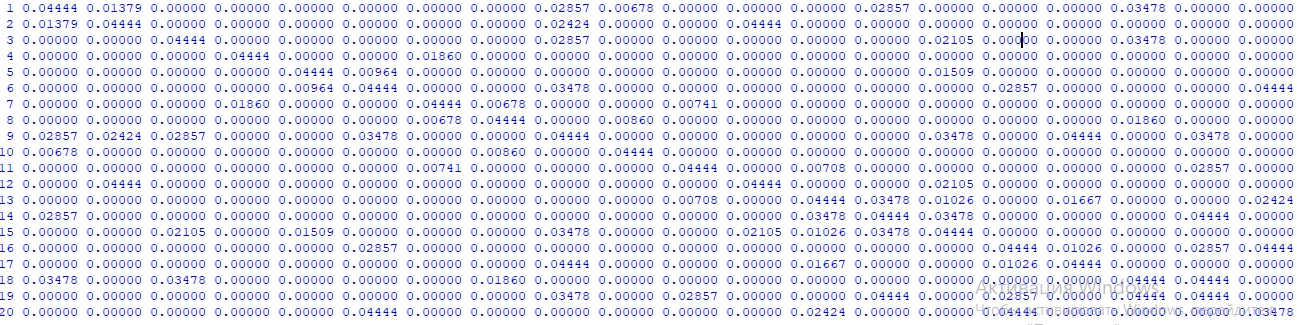 1 0.04444 0.01379 0.00000 0.00000 0.00000 0.00000 0.00000 0.00000 0.02857 0.00678 0.00000 0.00000 0.00000 0.02857 0.00000 0.00000 0.00000 0.03478 0.00000 0.00000
2 0.01379 0.04444 0.00000 0.00000 0.00000 0.00000 0.00000 0.00000 0.02424 0.00000 0.00000 0.04444 0.00000 0.00000 0.00000 0.00000 0.00000 0.00000 0.00000 0.00000
3 0.00000 0.00000 0.04444 0.00000 0.00000 0.00000 0.00000 0.00000 0.02857 0.00000 0.00000 0.00000 0.00000 0.00000 0.02105 0.00000 0.00000 0.03478 0.00000 0.00000
4 0.00000 0.00000 0.00000 0.04444 0.00000 0.00000 0.01860 0.00000 0.00000 0.00000 0.00000 0.00000 0.00000 0.00000 0.00000 0.00000 0.00000 0.00000 0.00000 0.00000
5 0.00000 0.00000 0.00000 0.00000 0.04444 0.00964 0.00000 0.00000 0.00000 0.00000 0.00000 0.00000 0.00000 0.00000 0.01509 0.00000 0.00000 0.00000 0.00000 0.00000
6 0.00000 0.00000 0.00000 0.00000 0.00964 0.04444 0.00000 0.00000 0.03478 0.00000 0.00000 0.00000 0.00000 0.00000 0.00000 0.02857 0.00000 0.00000 0.00000 0.04444
7 0.00000 0.00000 0.00000 0.01860 0.00000 0.00000 0.04444 0.00678 0.00000 0.00000 0.00741 0.00000 0.00000 0.00000 0.00000 0.00000 0.00000 0.00000 0.00000 0.00000
8 0.00000 0.00000 0.00000 0.00000 0.00000 0.00000 0.00678 0.04444 0.00000 0.00860 0.00000 0.00000 0.00000 0.00000 0.00000 0.00000 0.00000 0.01860 0.00000 0.00000
9 0.02857 0.02424 0.02857 0.00000 0.00000 0.03478 0.00000 0.00000 0.04444 0.00000 0.00000 0.00000 0.00000 0.00000 0.03478 0.00000 0.04444 0.00000 0.03478 0.00000
10 0.00678 0.00000 0.00000 0.00000 0.00000 0.00000 0.00000 0.00860 0.00000 0.04444 0.00000 0.00000 0.00000 0.00000 0.00000 0.00000 0.00000 0.00000 0.00000 0.00000
11 0.00000 0.00000 0.00000 0.00000 0.00000 0.00000 0.00741 0.00000 0.00000 0.00000 0.04444 0.00000 0.00708 0.00000 0.00000 0.00000 0.00000 0.00000 0.02857 0.00000
12 0.00000 0.04444 0.00000 0.00000 0.00000 0.00000 0.00000 0.00000 0.00000 0.00000 0.00000 0.04444 0.00000 0.00000 0.02105 0.00000 0.00000 0.00000 0.00000 0.00000
13 0.00000 0.00000 0.00000 0.00000 0.00000 0.00000 0.00000 0.00000 0.00000 0.00000 0.00708 0.00000 0.04444 0.03478 0.01026 0.00000 0.01667 0.00000 0.00000 0.02424
14 0.02857 0.00000 0.00000 0.00000 0.00000 0.00000 0.00000 0.00000 0.00000 0.00000 0.00000 0.00000 0.03478 0.04444 0.03478 0.00000 0.00000 0.00000 0.04444 0.00000
15 0.00000 0.00000 0.02105 0.00000 0.01509 0.00000 0.00000 0.00000 0.03478 0.00000 0.00000 0.02105 0.01026 0.03478 0.04444 0.00000 0.00000 0.00000 0.00000 0.00000
16 0.00000 0.00000 0.00000 0.00000 0.00000 0.02857 0.00000 0.00000 0.00000 0.00000 0.00000 0.00000 0.00000 0.00000 0.00000 0.04444 0.01026 0.00000 0.02857 0.04444
17 0.00000 0.00000 0.00000 0.00000 0.00000 0.00000 0.00000 0.00000 0.04444 0.00000 0.00000 0.00000 0.01667 0.00000 0.00000 0.01026 0.04444 0.00000 0.00000 0.00000
18 0.03478 0.00000 0.03478 0.00000 0.00000 0.00000 0.00000 0.01860 0.00000 0.00000 0.00000 0.00000 0.00000 0.00000 0.00000 0.00000 0.00000 0.04444 0.04444 0.00000
19 0.00000 0.00000 0.00000 0.00000 0.00000 0.00000 0.00000 0.00000 0.03478 0.00000 0.02857 0.00000 0.00000 0.04444 0.00000 0.02857 0.00000 0.04444 0.04444 0.00000
20 0.00000 0.00000 0.00000 0.00000 0.00000 0.04444 0.00000 0.00000 0.00000 0.00000 0.00000 0.00000 0.02424 0.00000 0.00000 0.04444 0.00000 0.00000 0.00000 0.03478
Активация Windows
Чтобы активировать Windows, перейдите в